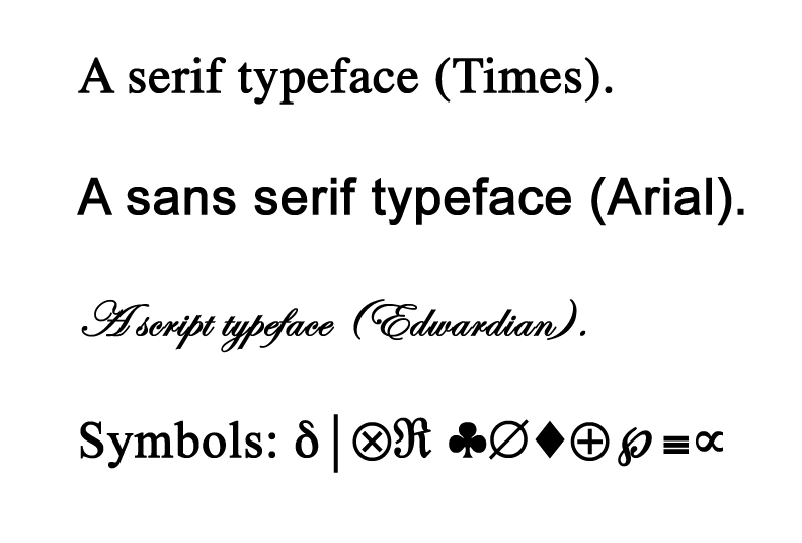 A serif typeface (Times).
A sans serif typeface (Arial).
A script typeface (Edwardian).
Symbols: δ|⊗ℜ ♣∅♦⊕℘≡∝